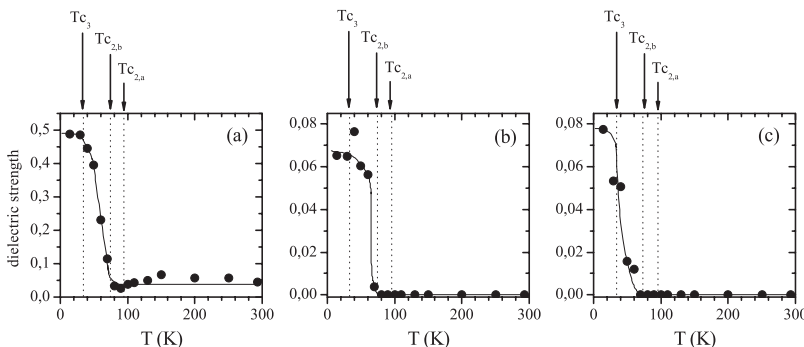 Tc3
Tc2,b
Tc2,a
Tc3
Tc2,b
Tc2,a
Tc3
Tc2,b
Tc2,a
dielectric strength
0,5
0,4
0,3
0,2
0,1
0,0
(a)
0 100 200 300
T (K)
0,08
0,06
0,04
0,02
0,00
(b)
0 100 200 300
T (K)
0,08
0,06
0,04
0,02
0,00
(c)
0 100 200 300
T (K)